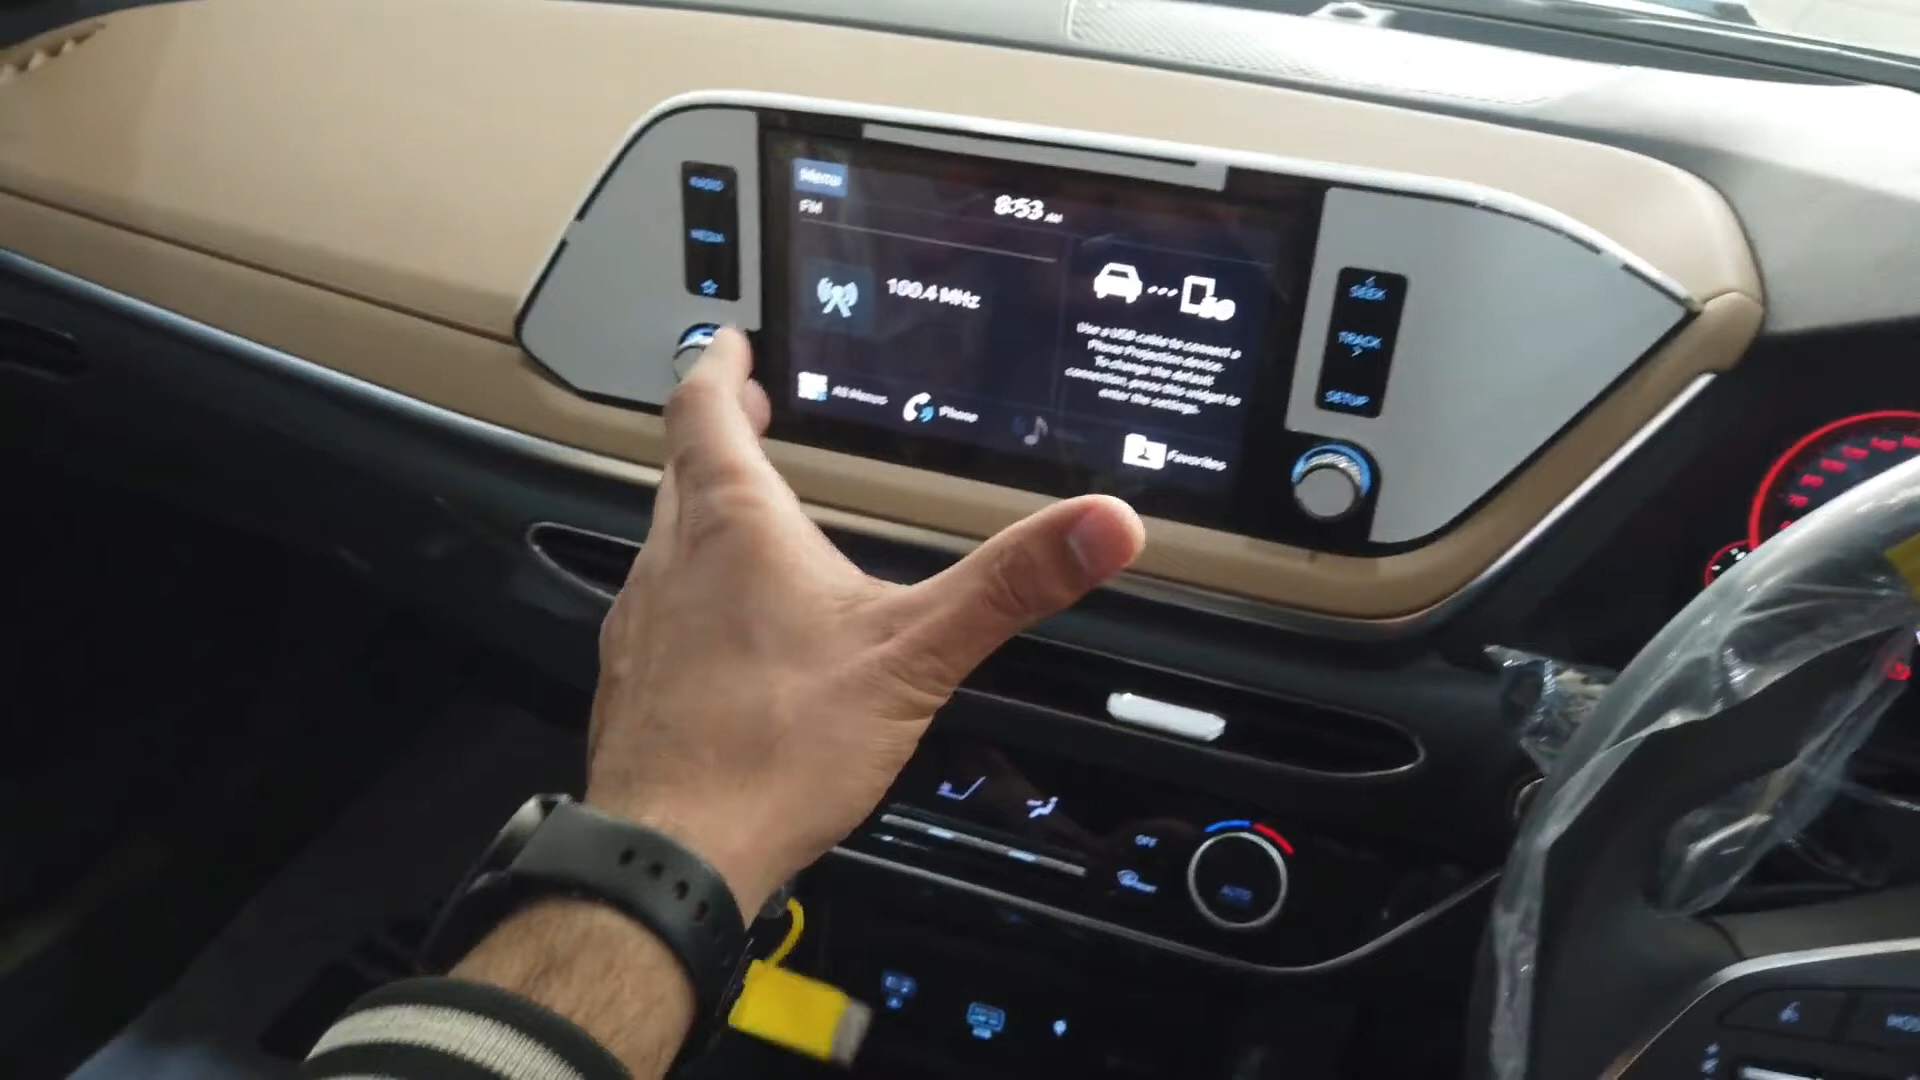 RADIO
MEDIA
Menu
FM
8:53 AM
100.4 MHz
Use a USB cable to connect a
Phone Projection device.
To change the default
connection, press this widget to
enter the settings.
All Menus
Phone
Favorites
SEEK
TRACK
SETUP
OFF
AUTO